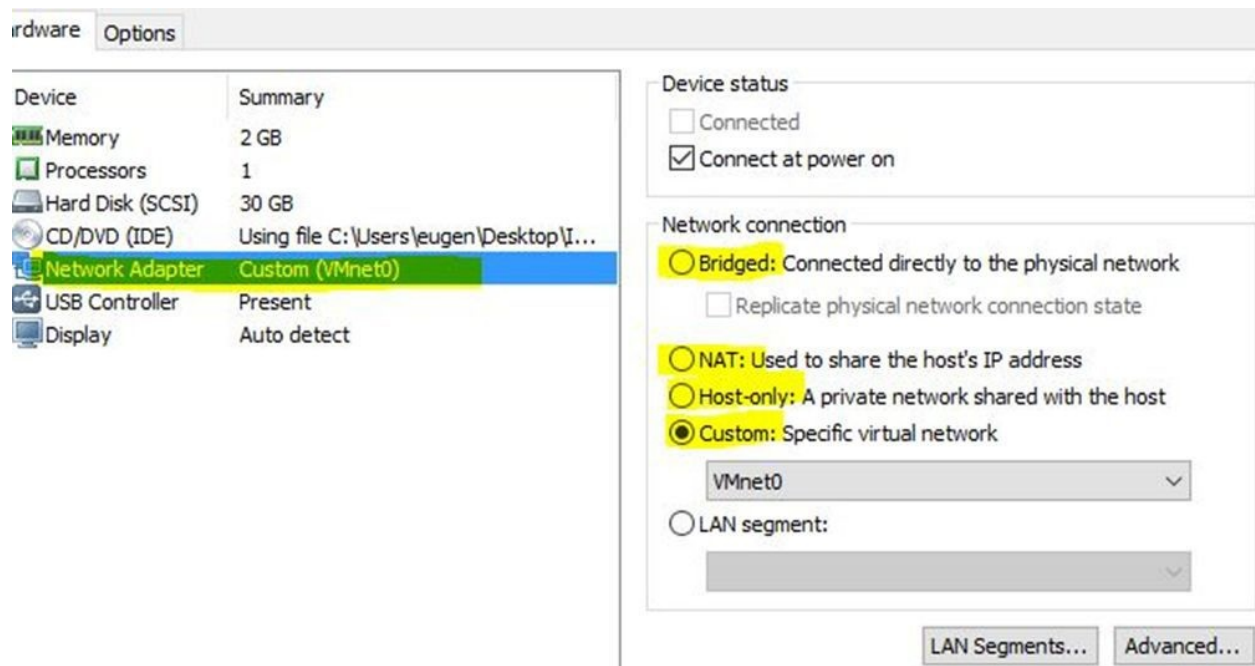 rdware Options
Device Summary
Memory 2 GB
Processors 1
Hard Disk (SCSI) 30 GB
CD/DVD (IDE) Using file C:\Users\eugen\Desktop\I...
Network Adapter Custom (VMnet0)
USB Controller Present
Display Auto detect
Device status
Connected
Connect at power on
Network connection
Bridged: Connected directly to the physical network
Replicate physical network connection state
NAT: Used to share the host's IP address
Host-only: A private network shared with the host
Custom: Specific virtual network
VMnet0
LAN segment:
LAN Segments... Advanced...